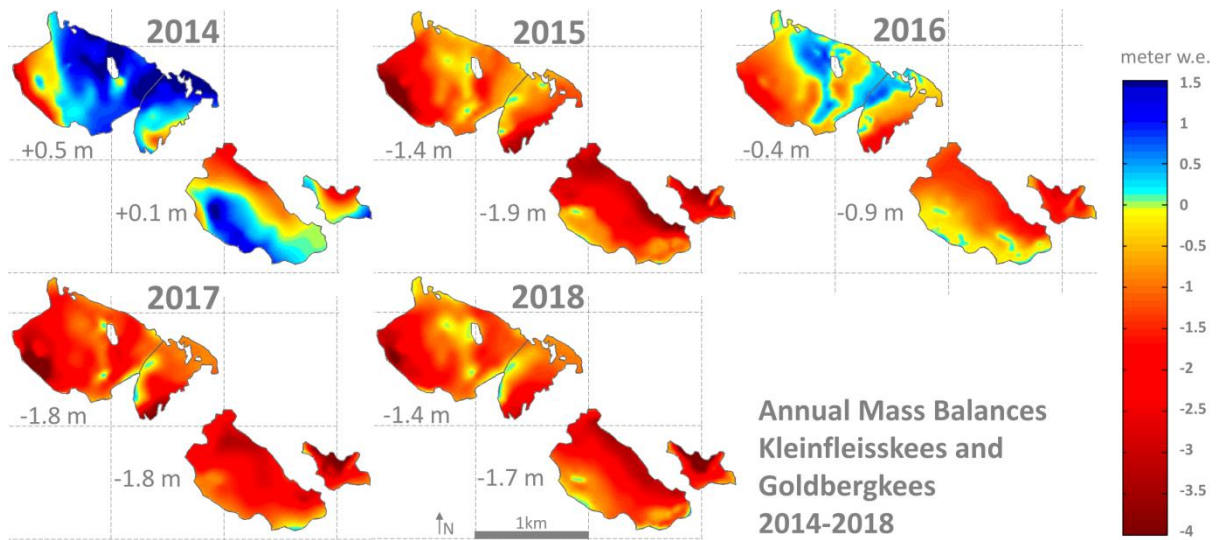 2014
2015
2016
meter w.e.
1.5
1
0.5
0
-0.5
-1
-1.5
-2
-2.5
-3
-3.5
-4
+0.5 m
-1.4 m
-0.4 m
+0.1 m
-1.9 m
-0.9 m
2017
2018
-1.8 m
-1.4 m
-1.8 m
-1.7 m
Annual Mass Balances
Kleinfleisskees and
Goldbergkees
2014-2018
N
1km